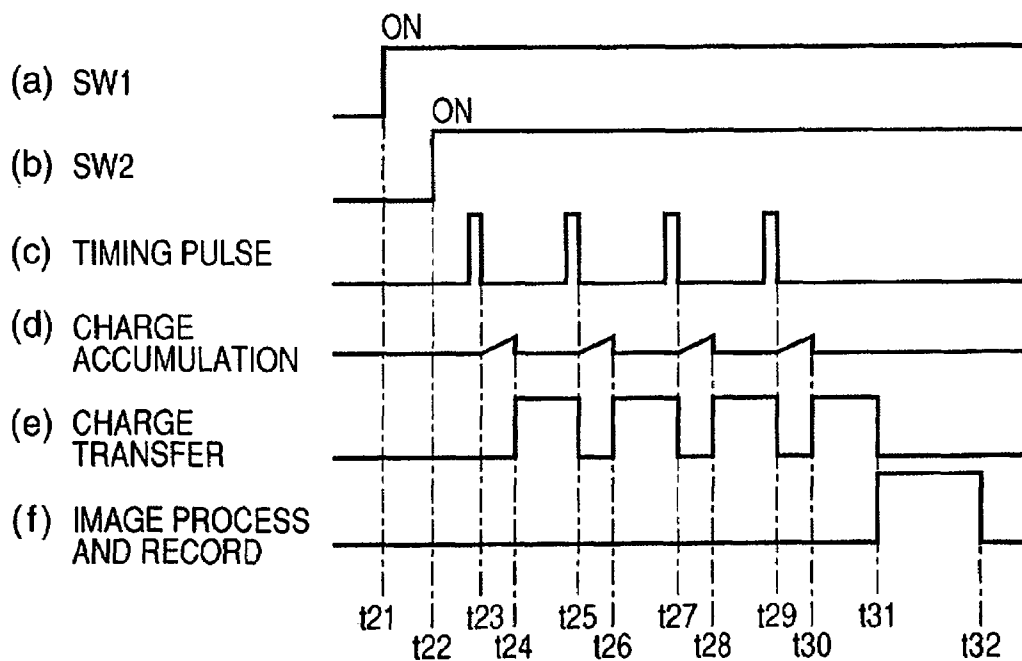 ON
(a) SW1
ON
(b) SW2
(c) TIMING PULSE
(d) CHARGE
ACCUMULATION
(e) CHARGE
TRANSFER
(f) IMAGE PROCESS
AND RECORD
t21 t23 t25 t27 t29 t31
t22 t24 t26 t28 t30 t32